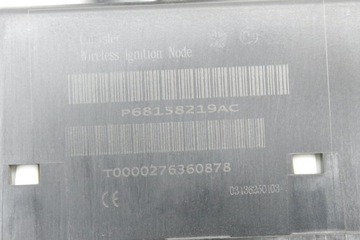 Chrysler
Wireless Ignition Node
P68158219AC
T0000276360878
CE